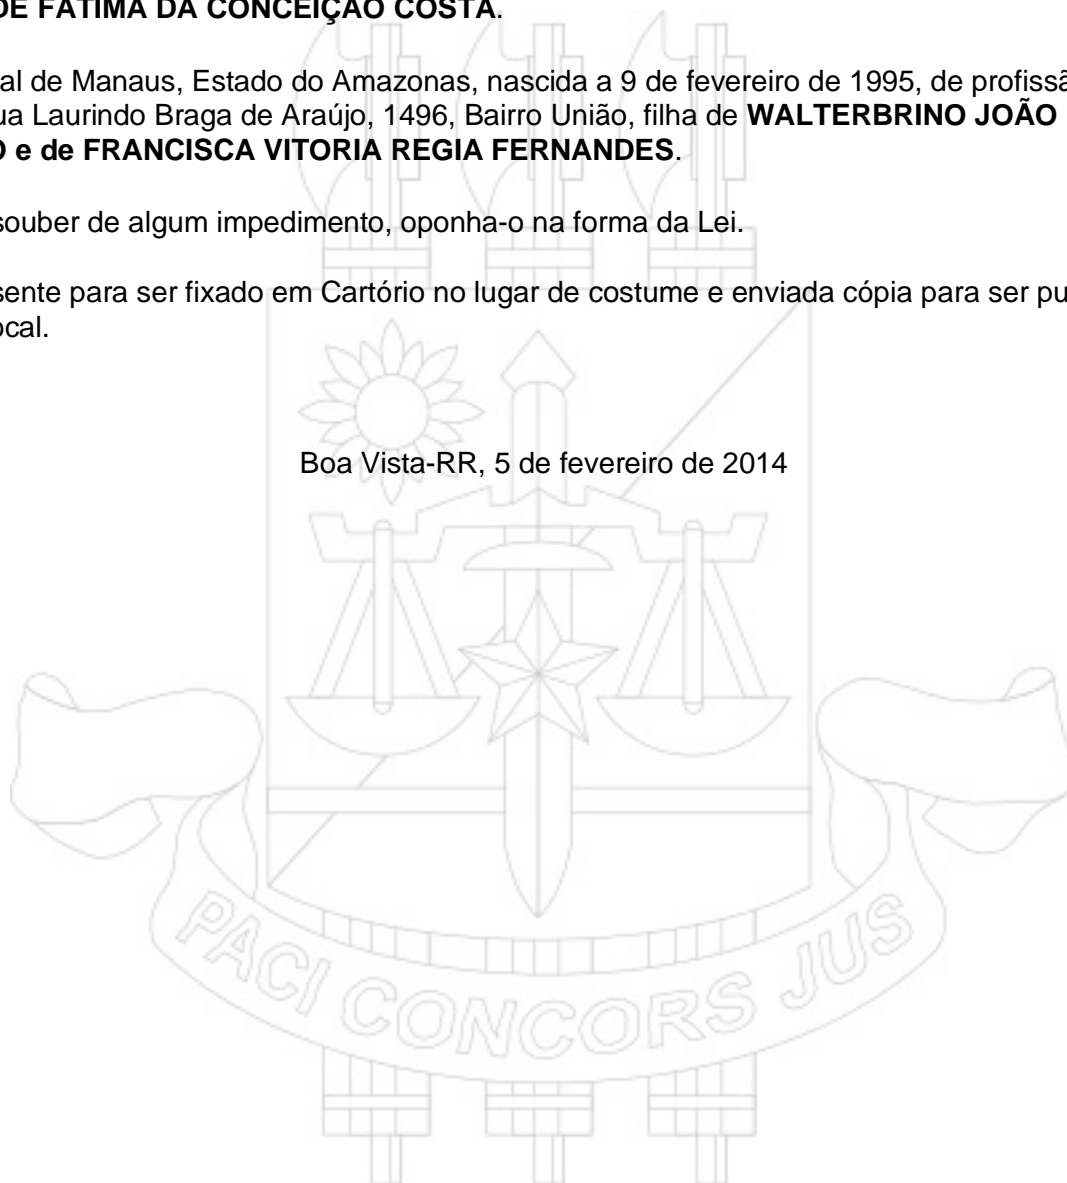 DE FÁTIMA DA CONCEIÇÃO COSTA.
al de Manaus, Estado do Amazonas, nascida a 9 de fevereiro de 1995, de profissã
ua Laurindo Braga de Araújo, 1496, Bairro União, filha de WALTERBRINO JOÃO
O e de FRANCISCA VITORIA REGIA FERNANDES.
souber de algum impedimento, oponha-o na forma da Lei.
sente para ser fixado em Cartório no lugar de costume e enviada cópia para ser pu
ocal.
Boa Vista-RR, 5 de fevereiro de 2014
PACI CONCORS JUS